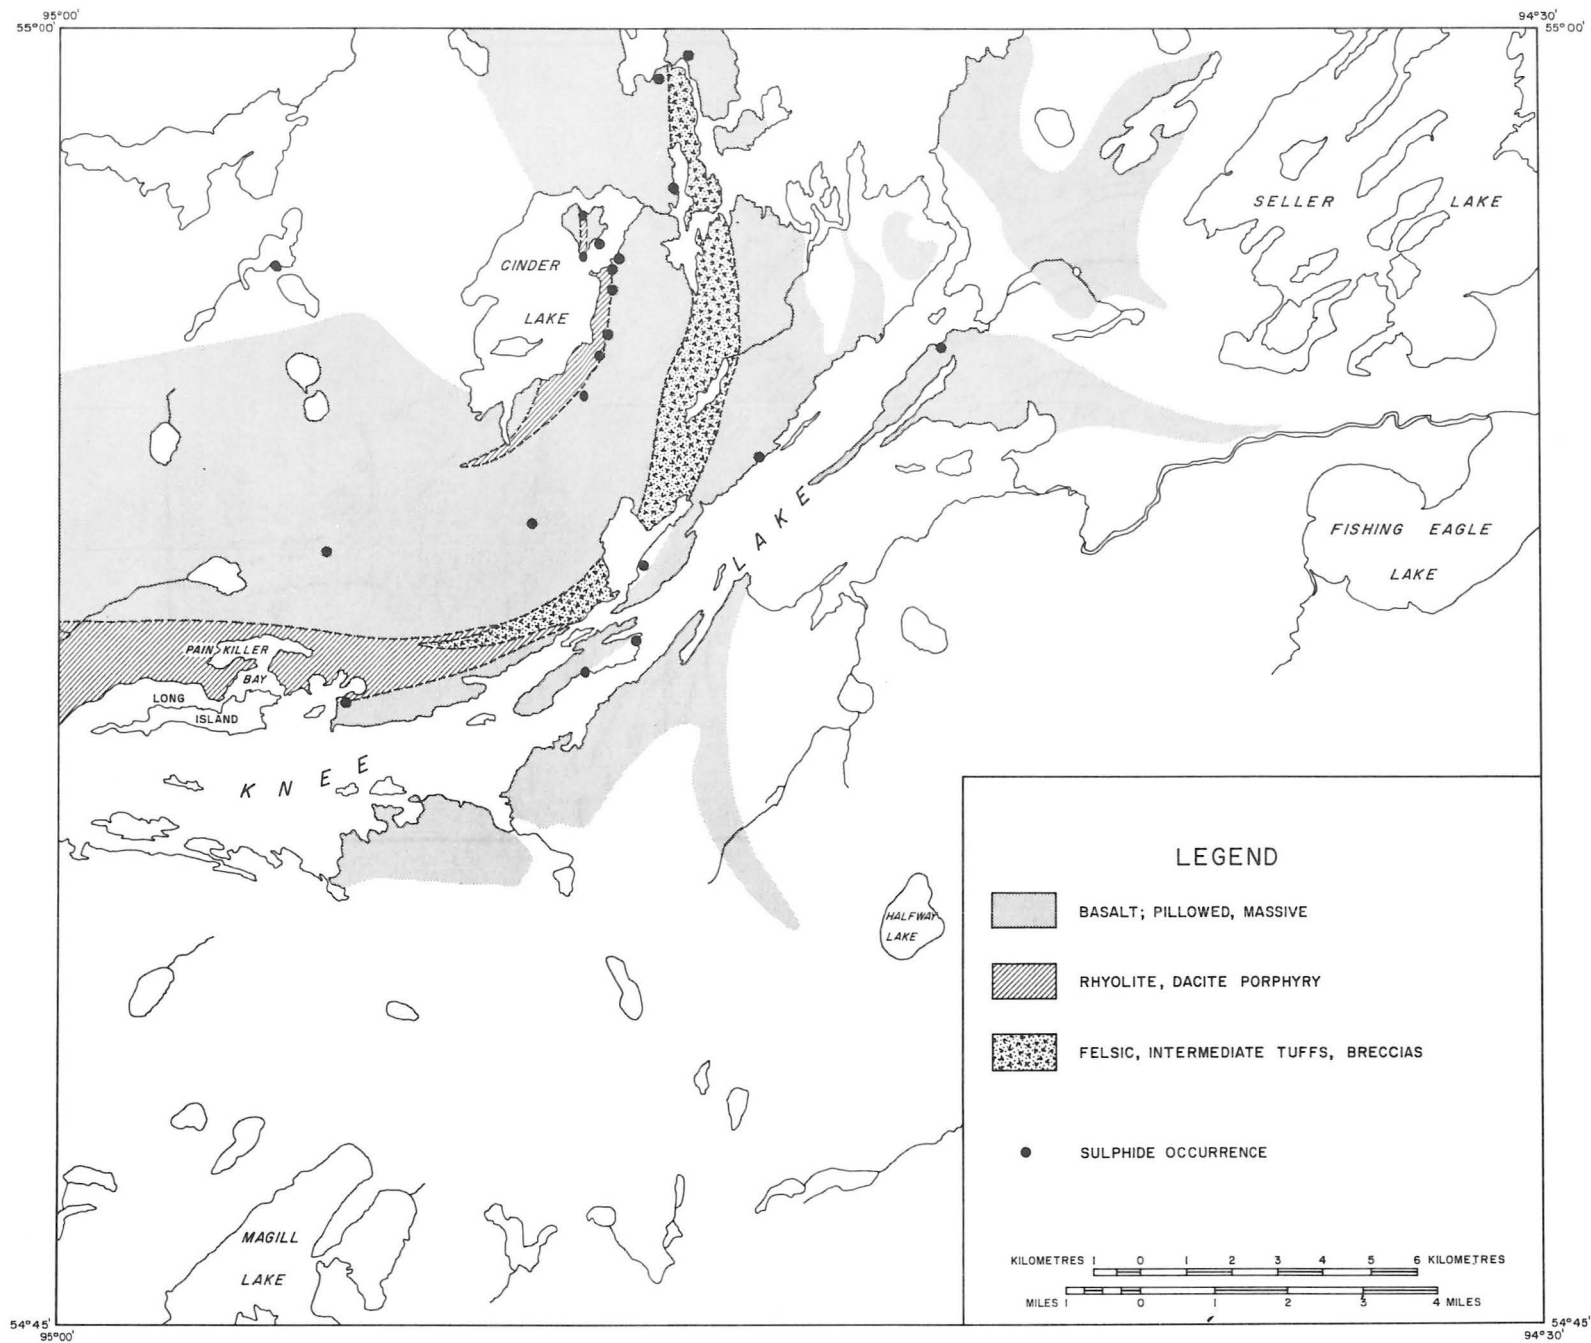 95°00'
94°30'
55°00'
55°00'
SELLER LAKE
CINDER
LAKE
LAKE
FISHING EAGLE
LAKE
PAIN KILLER
BAY
LONG
ISLAND
KNEE
HALFWAY
LAKE
MAGILL
LAKE
LEGEND
BASALT; PILLOWED, MASSIVE
RHYOLITE, DACITE PORPHYRY
FELSIC, INTERMEDIATE TUFFS, BRECCIAS
SULPHIDE OCCURRENCE
KILOMETRES 1 0 1 2 3 4 5 6 KILOMETRES
MILES 1 0 1 2 3 4 MILES
54°45'
54°45'
95°00'
94°30'